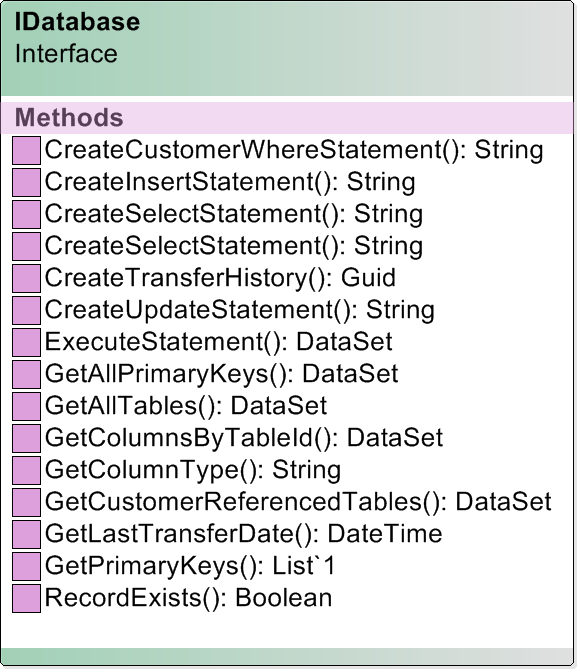 IDatabase
Interface
Methods
CreateCustomerWhereStatement(): String
CreateInsertStatement(): String
CreateSelectStatement(): String
CreateSelectStatement(): String
CreateTransferHistory(): Guid
CreateUpdateStatement(): String
ExecuteStatement(): DataSet
GetAllPrimaryKeys(): DataSet
GetAllTables(): DataSet
GetColumnsByTableId(): DataSet
GetColumnType(): String
GetCustomerReferencedTables(): DataSet
GetLastTransferDate(): DateTime
GetPrimaryKeys(): List`1
RecordExists(): Boolean